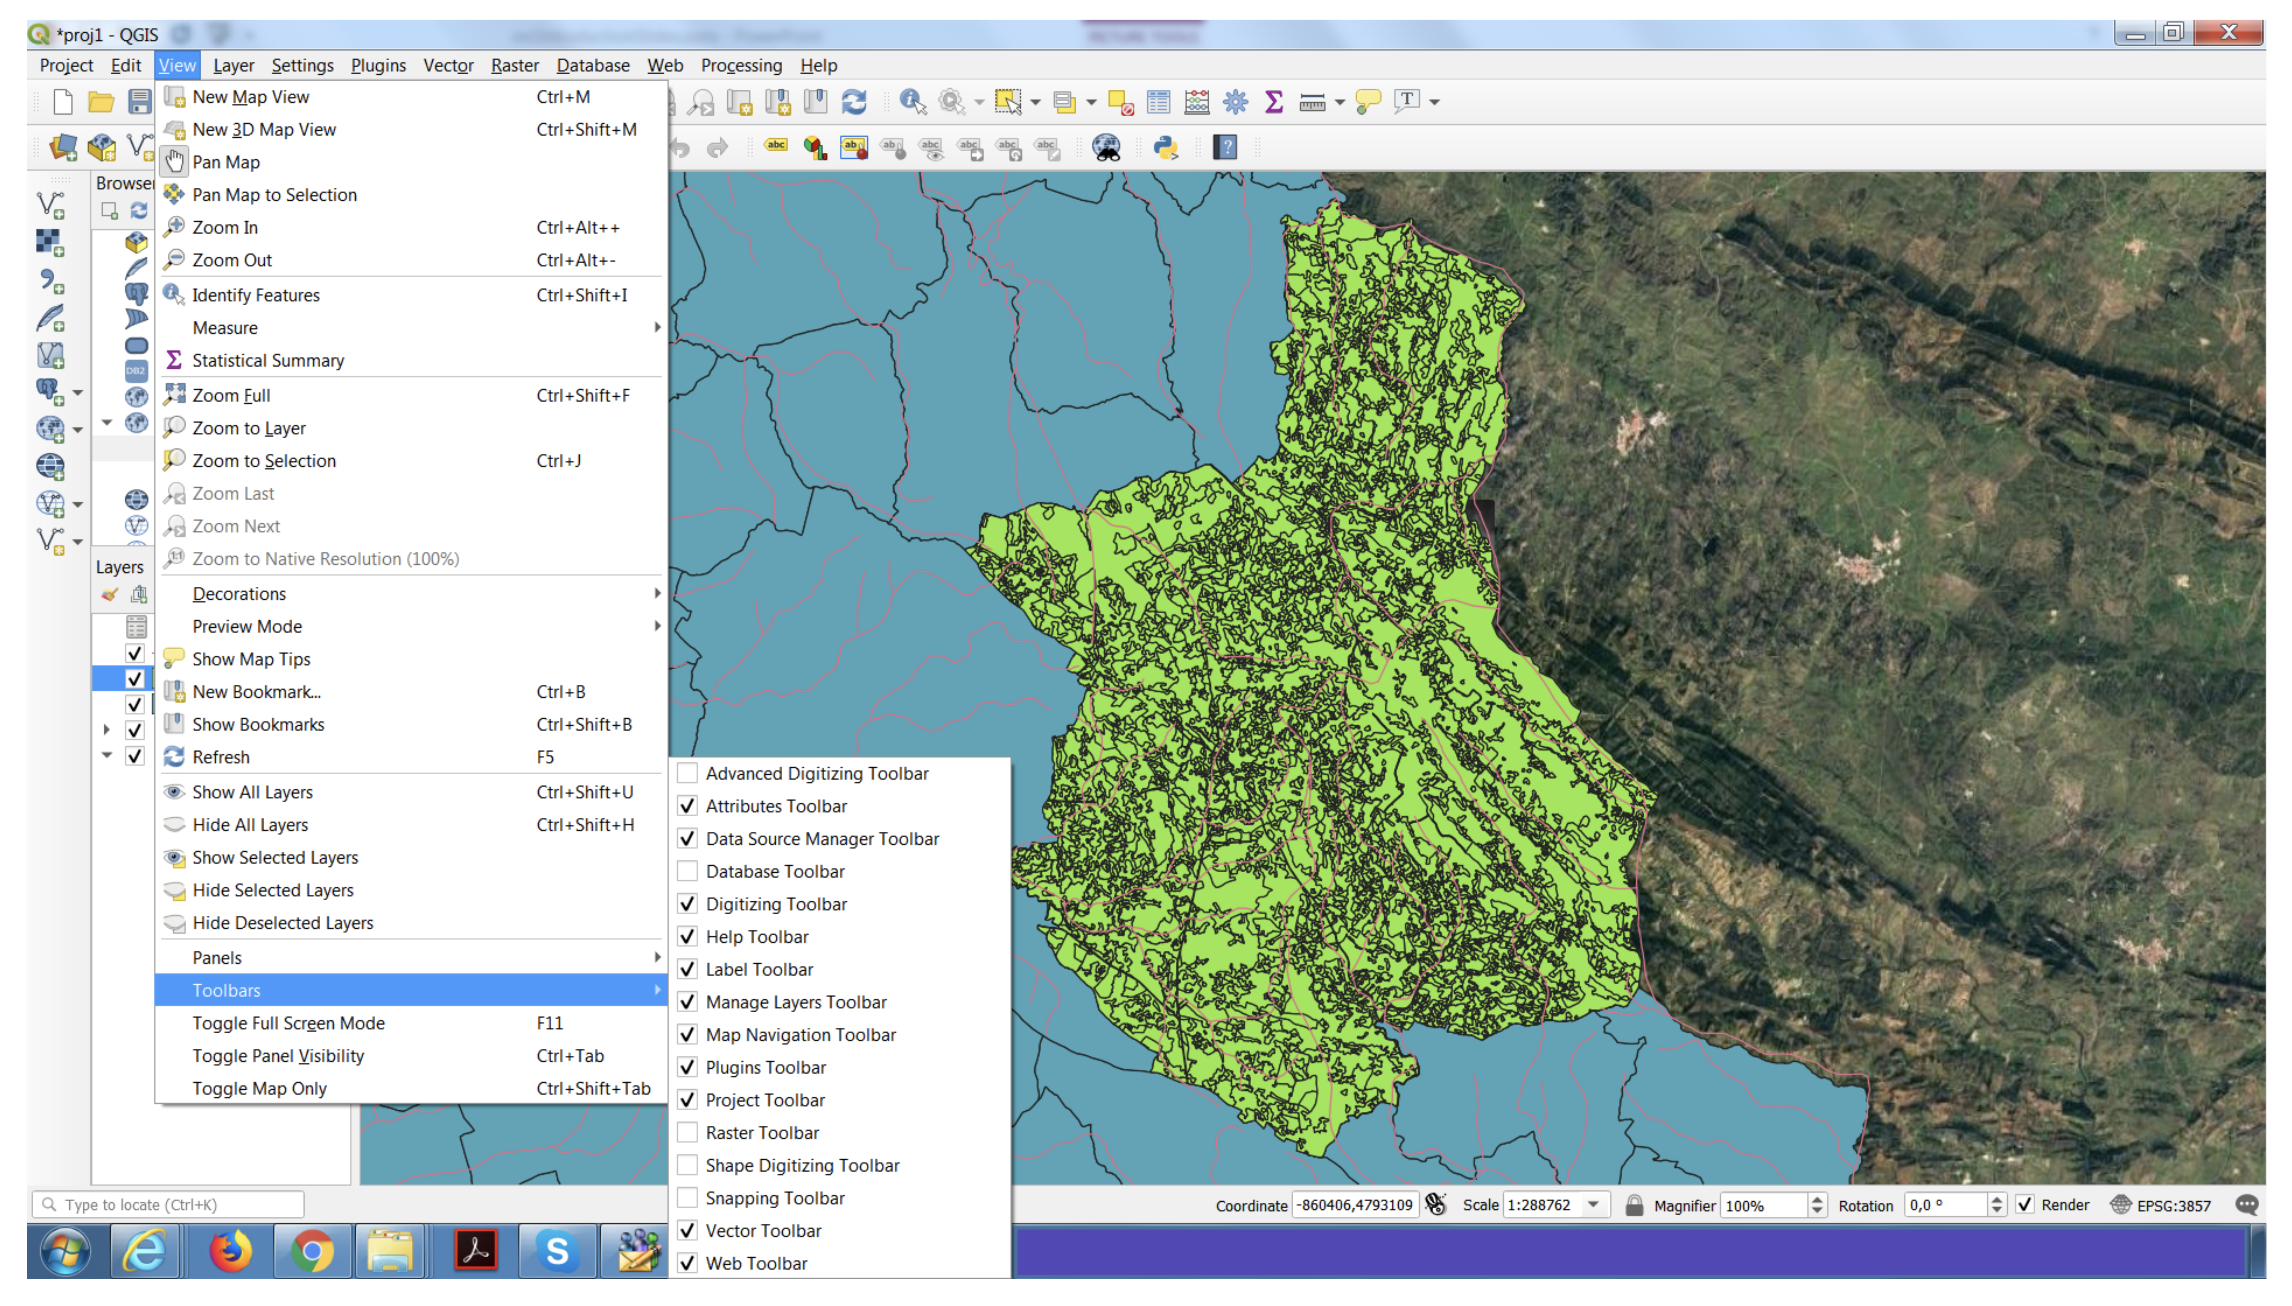 *proj1 - QGIS
Project Edit View Layer Settings Plugins Vector Raster Database Web Processing Help
New Map View Ctrl+M
New 3D Map View Ctrl+Shift+M
Pan Map
Browser
Pan Map to Selection
Zoom In Ctrl+Alt++
Zoom Out Ctrl+Alt+-
Identify Features Ctrl+Shift+I
Measure
Statistical Summary
Zoom Full Ctrl+Shift+F
Zoom to Layer
Zoom to Selection Ctrl+J
Zoom Last
Zoom Next
Zoom to Native Resolution (100%)
Layers
Decorations
Preview Mode
Show Map Tips
New Bookmark... Ctrl+B
Show Bookmarks Ctrl+Shift+B
Refresh F5
Show All Layers Ctrl+Shift+U
Hide All Layers Ctrl+Shift+H
Show Selected Layers
Hide Selected Layers
Hide Deselected Layers
Panels
Toolbars
Toggle Full Screen Mode F11
Toggle Panel Visibility Ctrl+Tab
Toggle Map Only Ctrl+Shift+Tab
Advanced Digitizing Toolbar
Attributes Toolbar
Data Source Manager Toolbar
Database Toolbar
Digitizing Toolbar
Help Toolbar
Label Toolbar
Manage Layers Toolbar
Map Navigation Toolbar
Plugins Toolbar
Project Toolbar
Raster Toolbar
Shape Digitizing Toolbar
Snapping Toolbar
Vector Toolbar
Web Toolbar
Type to locate (Ctrl+K)
Coordinate -860406,4793109 Scale 1:288762 Magnifier 100% Rotation 0,0 ° Render EPSG:3857